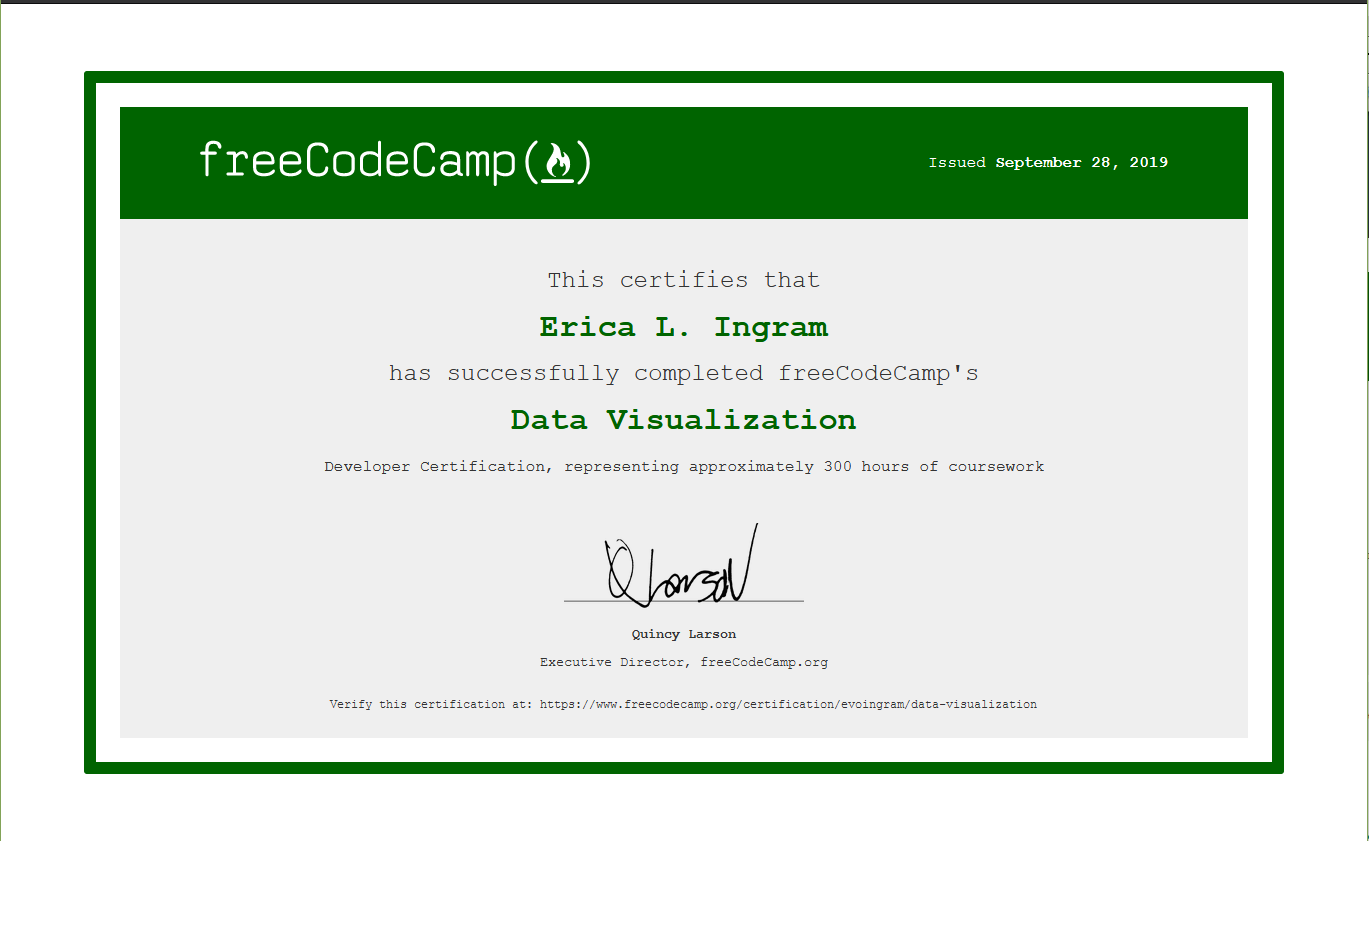 freeCodeCamp
Issued September 28, 2019
This certifies that
Erica L. Ingram
has successfully completed freeCodeCamp's
Data Visualization
Developer Certification, representing approximately 300 hours of coursework
Q Larson
Quincy Larson
Executive Director, freeCodeCamp.org
Verify this certification at: https://www.freecodecamp.org/certification/evoingram/data-visualization